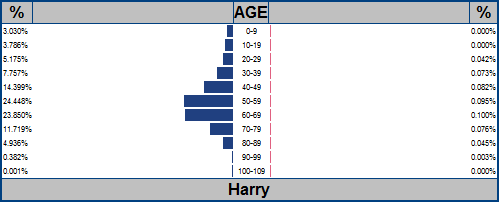 % AGE %
3.030% 0-9 0.000%
3.786% 10-19 0.000%
5.175% 20-29 0.042%
7.757% 30-39 0.073%
14.399% 40-49 0.082%
24.448% 50-59 0.095%
23.850% 60-69 0.100%
11.719% 70-79 0.076%
4.936% 80-89 0.045%
0.382% 90-99 0.003%
0.001% 100-109 0.000%
Harry